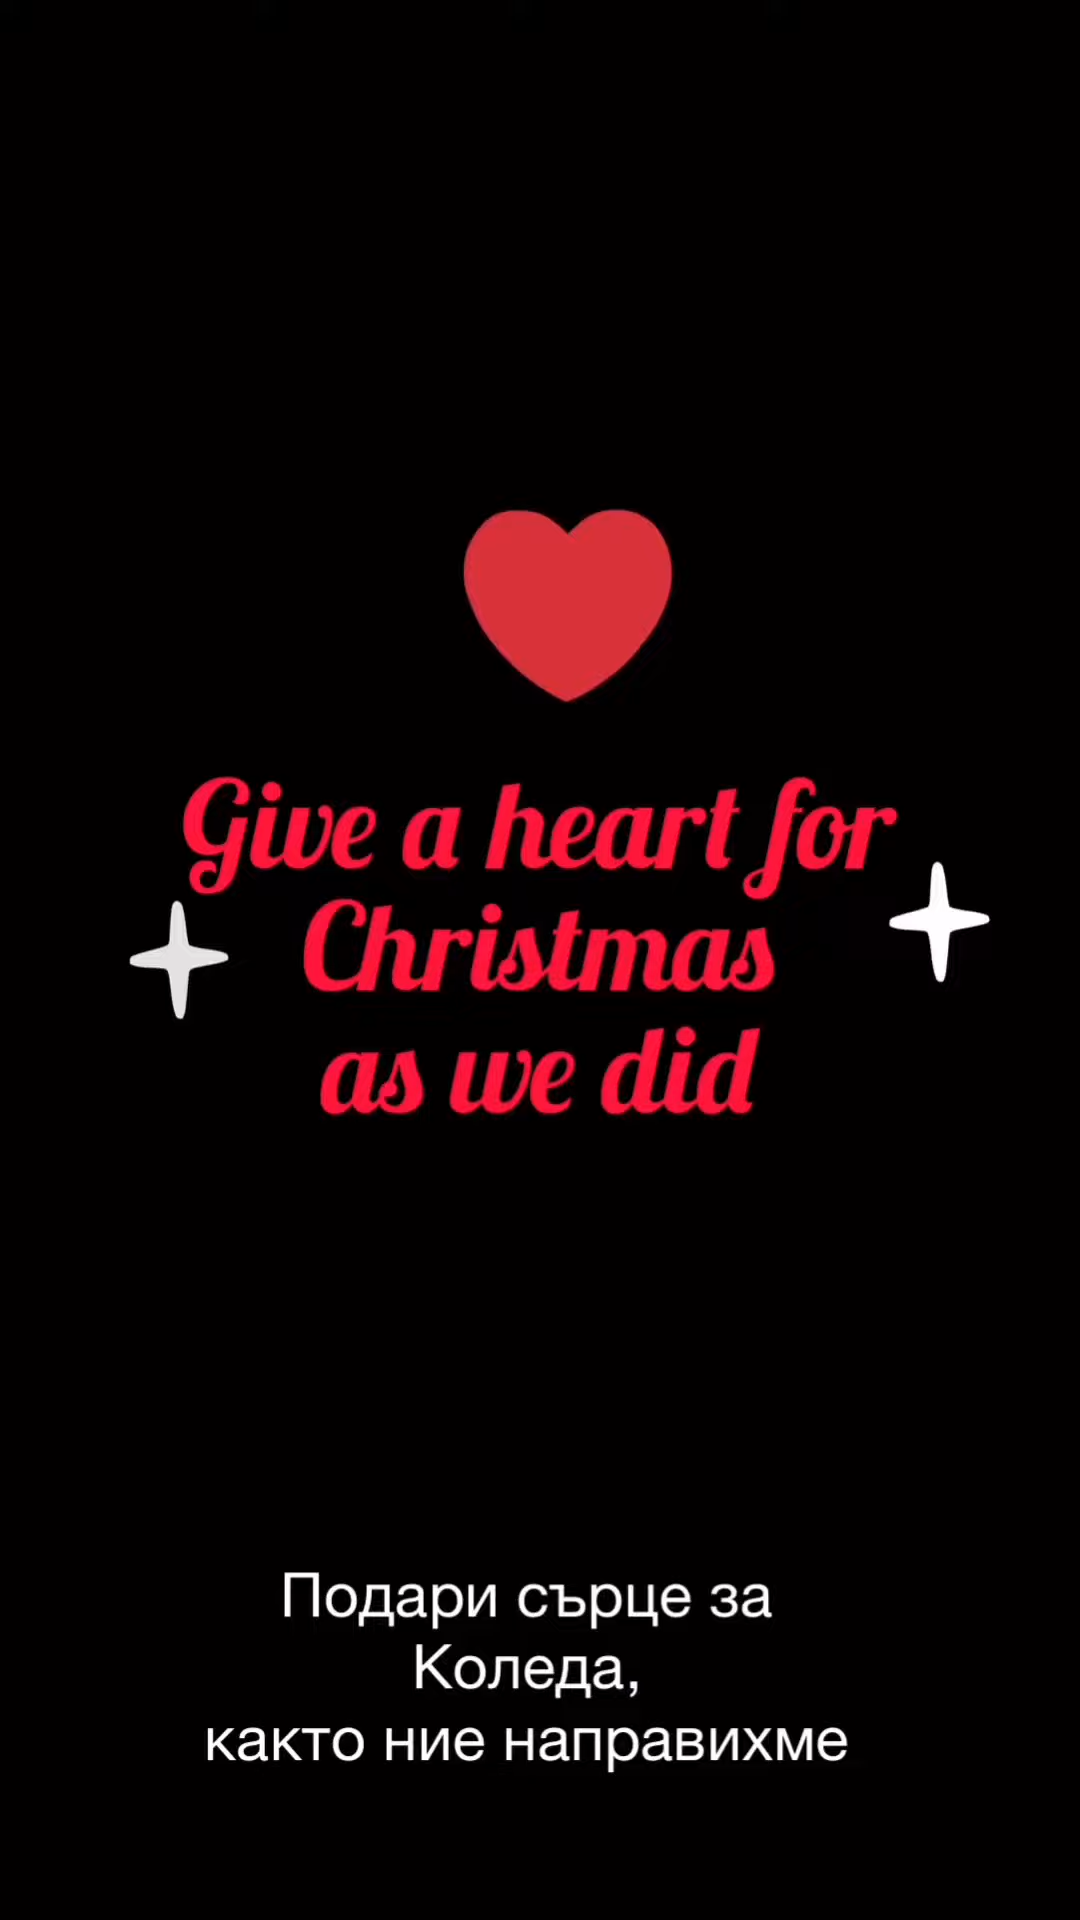 Give a heart for
Christmas
as we did
Подари сърце за
Коледа,
както ние направихме